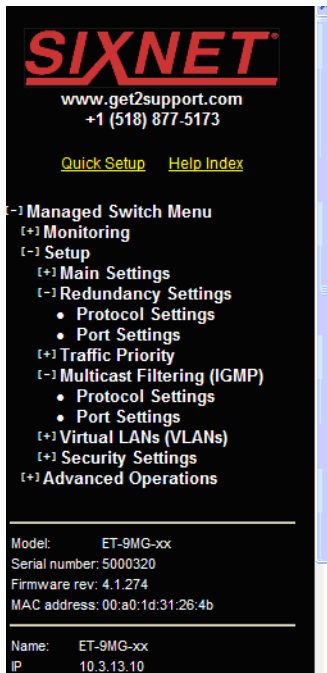 SIXNET®
www.get2support.com
+1 (518) 877-5173
Quick Setup Help Index
[-] Managed Switch Menu
[+] Monitoring
[-] Setup
[+] Main Settings
[-] Redundancy Settings
• Protocol Settings
• Port Settings
[+] Traffic Priority
[-] Multicast Filtering (IGMP)
• Protocol Settings
• Port Settings
[+] Virtual LANs (VLANs)
[+] Security Settings
[+] Advanced Operations
Model: ET-9MG-xx
Serial number: 5000320
Firmware rev: 4.1.274
MAC address: 00:a0:1d:31:26:4b
Name: ET-9MG-xx
IP 10.3.13.10